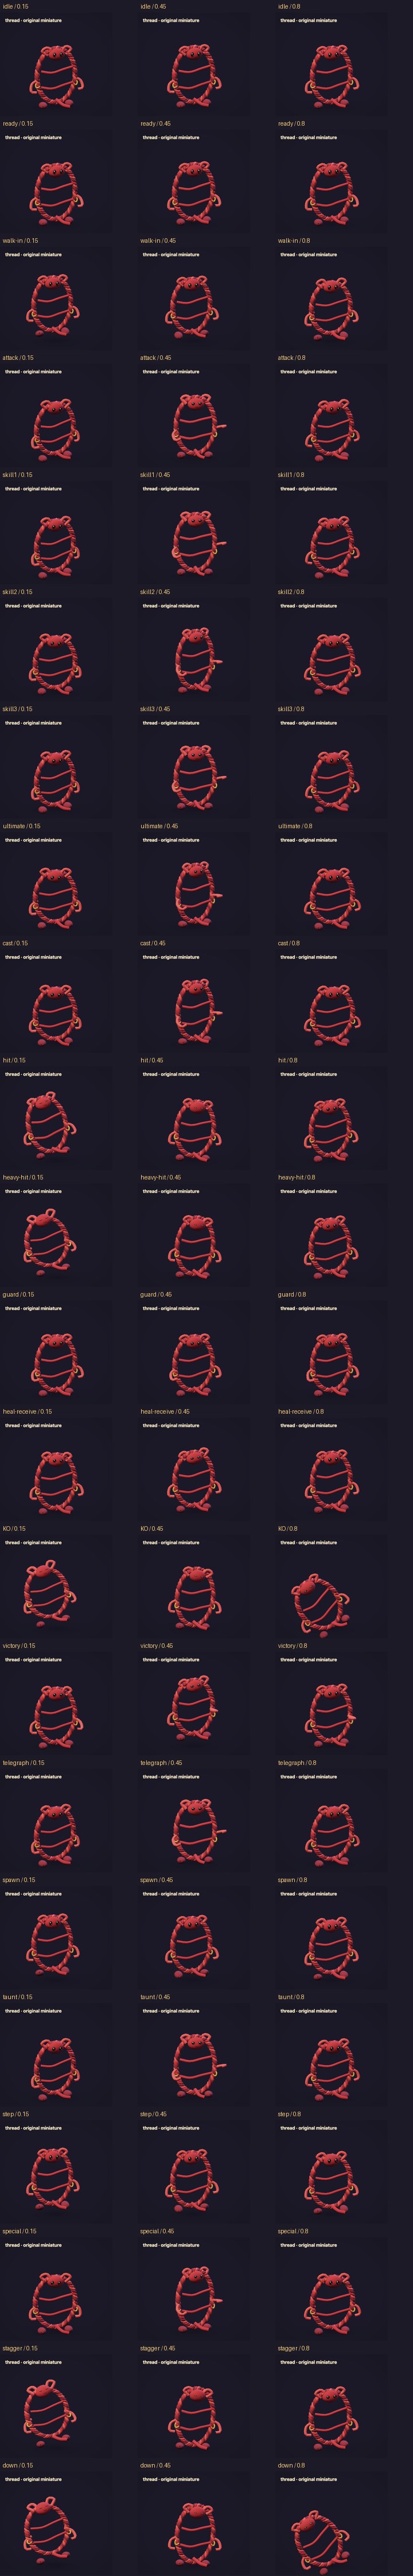 idle / 0.15 idle / 0.45 idle / 0.8
thread - original miniature thread - original miniature thread - original miniature
ready / 0.15 ready / 0.45 ready / 0.8
thread - original miniature thread - original miniature thread - original miniature
walk-in / 0.15 walk-in / 0.45 walk-in / 0.8
thread - original miniature thread - original miniature thread - original miniature
attack / 0.15 attack / 0.45 attack / 0.8
thread - original miniature thread - original miniature thread - original miniature
skill1 / 0.15 skill1 / 0.45 skill1 / 0.8
thread - original miniature thread - original miniature thread - original miniature
skill2 / 0.15 skill2 / 0.45 skill2 / 0.8
thread - original miniature thread - original miniature thread - original miniature
skill3 / 0.15 skill3 / 0.45 skill3 / 0.8
thread - original miniature thread - original miniature thread - original miniature
ultimate / 0.15 ultimate / 0.45 ultimate / 0.8
thread - original miniature thread - original miniature thread - original miniature
cast / 0.15 cast / 0.45 cast / 0.8
thread - original miniature thread - original miniature thread - original miniature
hit / 0.15 hit / 0.45 hit / 0.8
thread - original miniature thread - original miniature thread - original miniature
heavy-hit / 0.15 heavy-hit / 0.45 heavy-hit / 0.8
thread - original miniature thread - original miniature thread - original miniature
guard / 0.15 guard / 0.45 guard / 0.8
thread - original miniature thread - original miniature thread - original miniature
heal-receive / 0.15 heal-receive / 0.45 heal-receive / 0.8
thread - original miniature thread - original miniature thread - original miniature
KO / 0.15 KO / 0.45 KO / 0.8
thread - original miniature thread - original miniature thread - original miniature
victory / 0.15 victory / 0.45 victory / 0.8
thread - original miniature thread - original miniature thread - original miniature
telegraph / 0.15 telegraph / 0.45 telegraph / 0.8
thread - original miniature thread - original miniature thread - original miniature
spawn / 0.15 spawn / 0.45 spawn / 0.8
thread - original miniature thread - original miniature thread - original miniature
taunt / 0.15 taunt / 0.45 taunt / 0.8
thread - original miniature thread - original miniature thread - original miniature
step / 0.15 step / 0.45 step / 0.8
thread - original miniature thread - original miniature thread - original miniature
special / 0.15 special / 0.45 special / 0.8
thread - original miniature thread - original miniature thread - original miniature
stagger / 0.15 stagger / 0.45 stagger / 0.8
thread - original miniature thread - original miniature thread - original miniature
down / 0.15 down / 0.45 down / 0.8
thread - original miniature thread - original miniature thread - original miniature